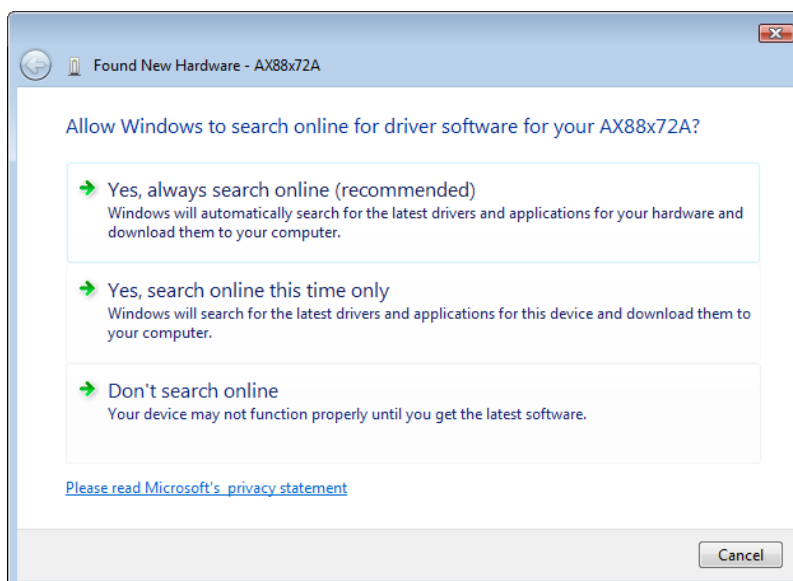 Found New Hardware - AX88x72A
Allow Windows to search online for driver software for your AX88x72A?
Yes, always search online (recommended)
Windows will automatically search for the latest drivers and applications for your hardware and
download them to your computer.
Yes, search online this time only
Windows will search for the latest drivers and applications for this device and download them to
your computer.
Don't search online
Your device may not function properly until you get the latest software.
Please read Microsoft's privacy statement
Cancel